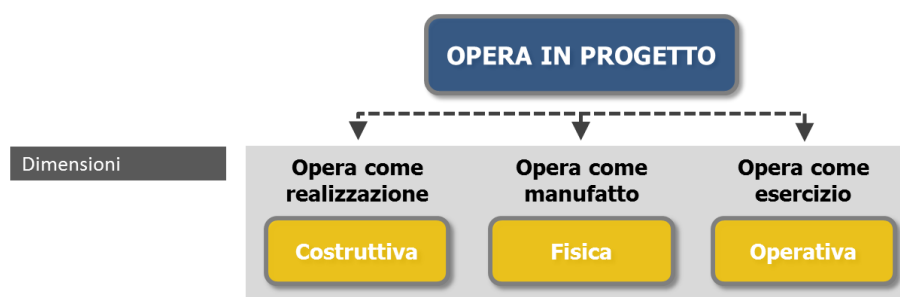 OPERA IN PROGETTO
Dimensioni
Opera come
realizzazione
Opera come
manufatto
Opera come
esercizio
Costruttiva
Fisica
Operativa